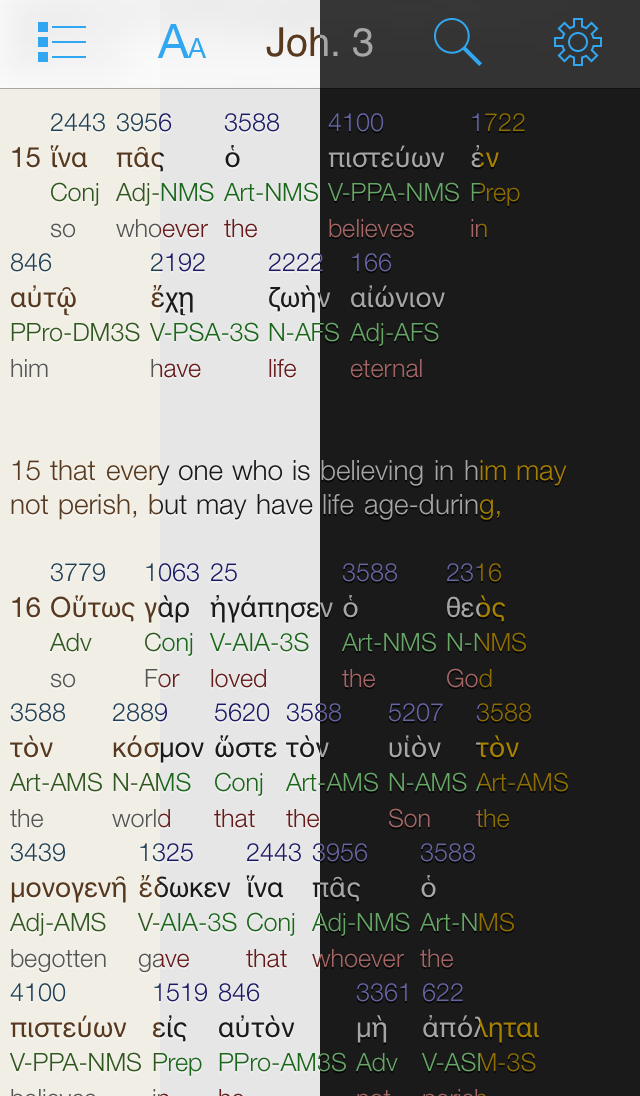 AA Joh. 3
2443 3956 3588 4100 1722
15 ἵνα πᾶς ὁ πιστεύων ἐν
Conj Adj-NMS Art-NMS V-PPA-NMS Prep
so whoever the believes in
846 2192 2222 166
αὐτῷ ἔχῃ ζωὴν αἰώνιον
PPro-DM3S V-PSA-3S N-AFS Adj-AFS
him have life eternal
15 that every one who is believing in him may
not perish, but may have life age-during,
3779 1063 25 3588 2316
16 Οὕτως γὰρ ἠγάπησεν ὁ θεὸς
Adv Conj V-AIA-3S Art-NMS N-NMS
so For loved the God
3588 2889 5620 3588 5207 3588
τὸν κόσμον ὥστε τὸν υἱὸν τὸν
Art-AMS N-AMS Conj Art-AMS N-AMS Art-AMS
the world that the Son the
3439 1325 2443 3956 3588
μονογενῆ ἔδωκεν ἵνα πᾶς ὁ
Adj-AMS V-AIA-3S Conj Adj-NMS Art-NMS
begotten gave that whoever the
4100 1519 846 3361 622
πιστεύων εἰς αὐτὸν μὴ ἀπόληται
V-PPA-NMS Prep PPro-AM3S Adv V-ASM-3S
believes in he not perish